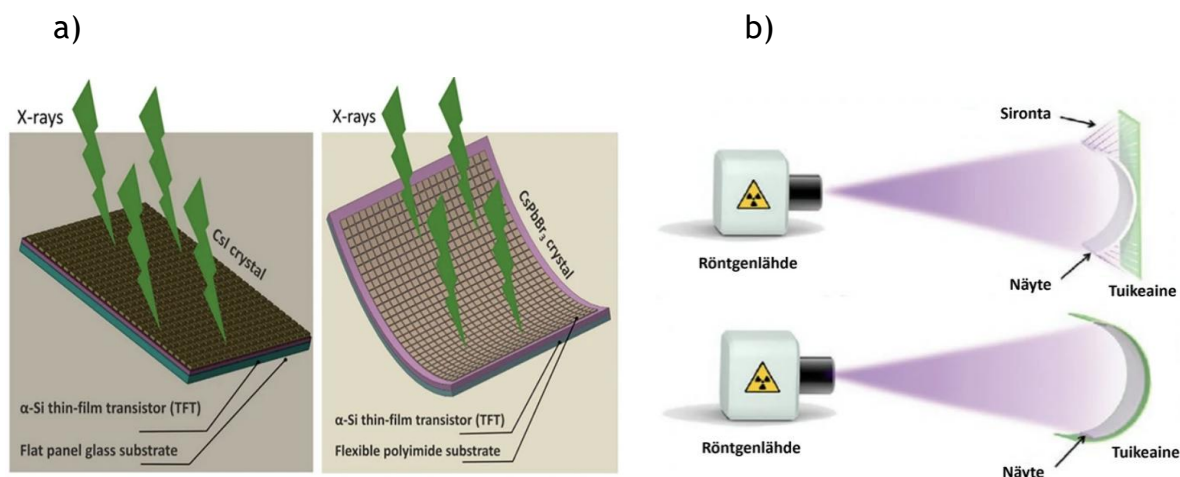 a)
X-rays
CsI crystal
α-Si thin-film transistor (TFT)
Flat panel glass substrate
X-rays
CsPbBr₃ crystal
α-Si thin-film transistor (TFT)
Flexible polyimide substrate
b)
Sironta
Röntgenlähde
Näyte
Tuikeaine
Röntgenlähde
Näyte
Tuikeaine